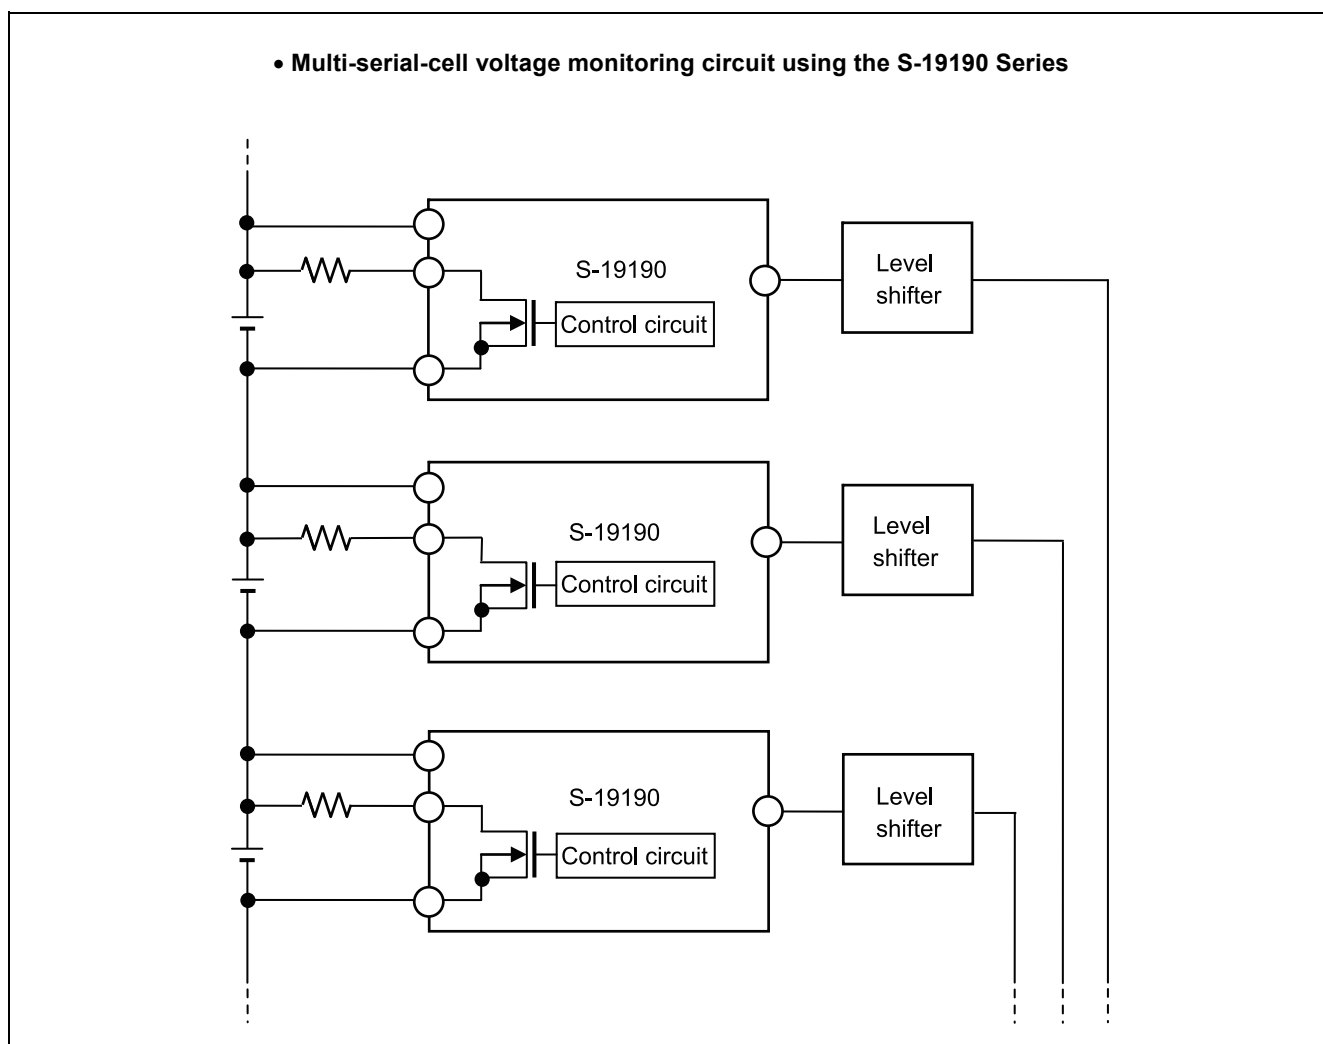 • Multi-serial-cell voltage monitoring circuit using the S-19190 Series
S-19190
Control circuit
Level
shifter
S-19190
Control circuit
Level
shifter
S-19190
Control circuit
Level
shifter